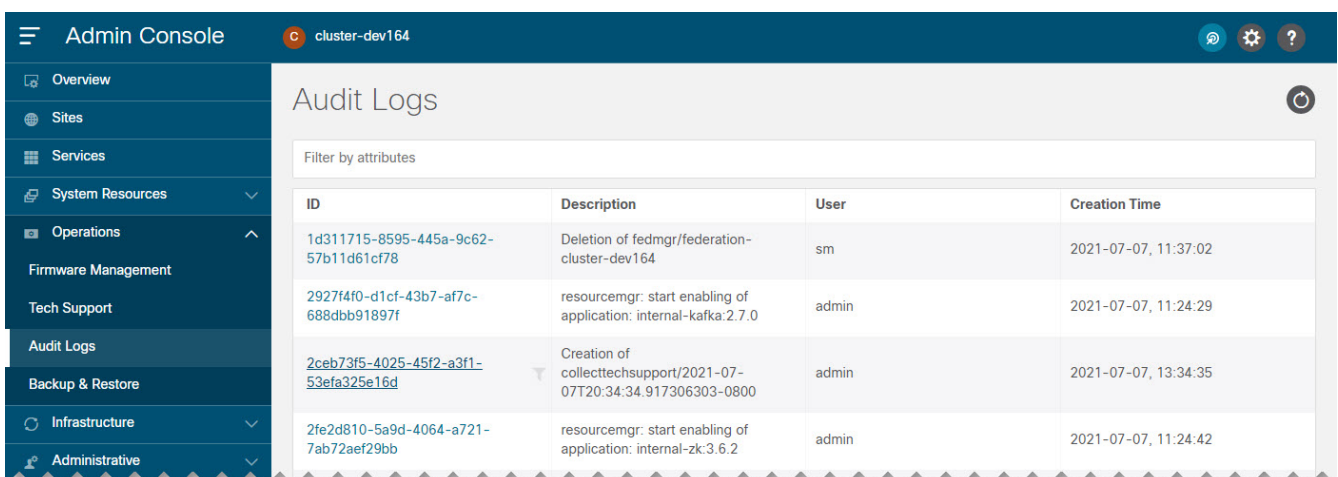 Admin Console
C cluster-dev164
?
Overview
Sites
Services
System Resources
Operations
Firmware Management
Tech Support
Audit Logs
Backup & Restore
Infrastructure
Administrative
Audit Logs
Filter by attributes
ID Description User Creation Time
1d311715-8595-445a-9c62-
57b11d61cf78
Deletion of fedmgr/federation-
cluster-dev164
sm
2021-07-07, 11:37:02
2927f4f0-d1cf-43b7-af7c-
688dbb91897f
resourcemgr: start enabling of
application: internal-kafka:2.7.0
admin
2021-07-07, 11:24:29
2ceb73f5-4025-45f2-a3f1-
53efa325e16d
Creation of
collecttechsupport/2021-07-
07T20:34:34.917306303-0800
admin
2021-07-07, 13:34:35
2fe2d810-5a9d-4064-a721-
7ab72aef29bb
resourcemgr: start enabling of
application: internal-zk:3.6.2
admin
2021-07-07, 11:24:42